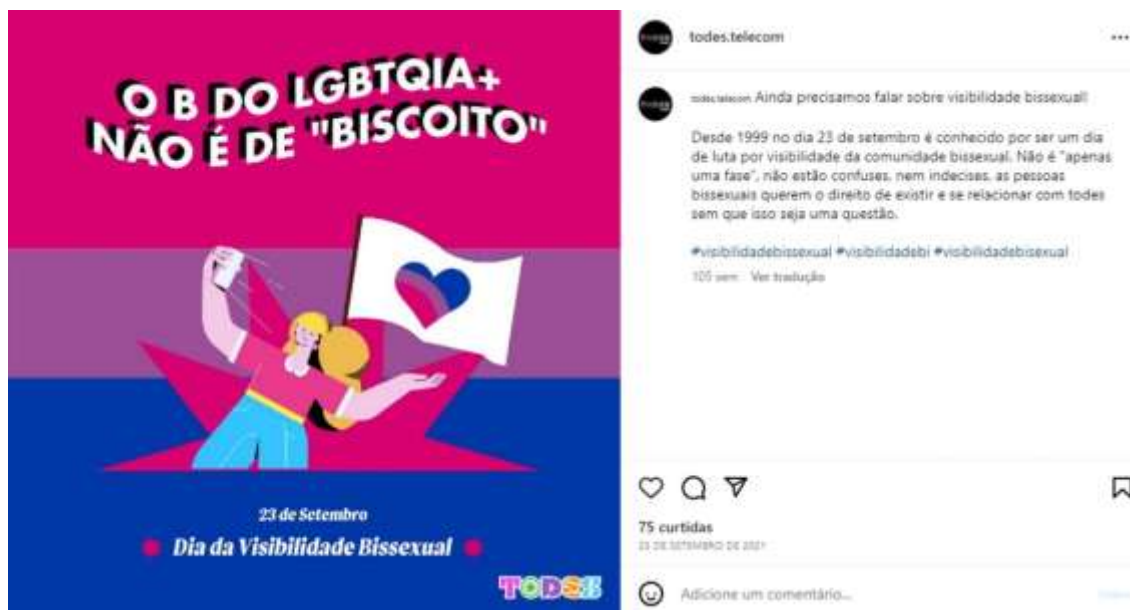 O B DO LGBTQIA+
NÃO É DE "BISCOITO"
23 de Setembro
Dia da Visibilidade Bissexual
TODES
todes.telecom
todes.telecom Ainda precisamos falar sobre visibilidade bissexual!
Desde 1999 no dia 23 de setembro é conhecido por ser um dia
de luta por visibilidade da comunidade bissexual. Não é "apenas
uma fase", não estão confuses, nem indecises, as pessoas
bissexuais querem o direito de existir e se relacionar com todes
sem que isso seja uma questão.
#visibilidadebissexual #visibilidadebi #visibilidadebisexual
105 sem Ver tradução
75 curtidas
DE SETEMBRO DE 2021
Adicione um comentário...